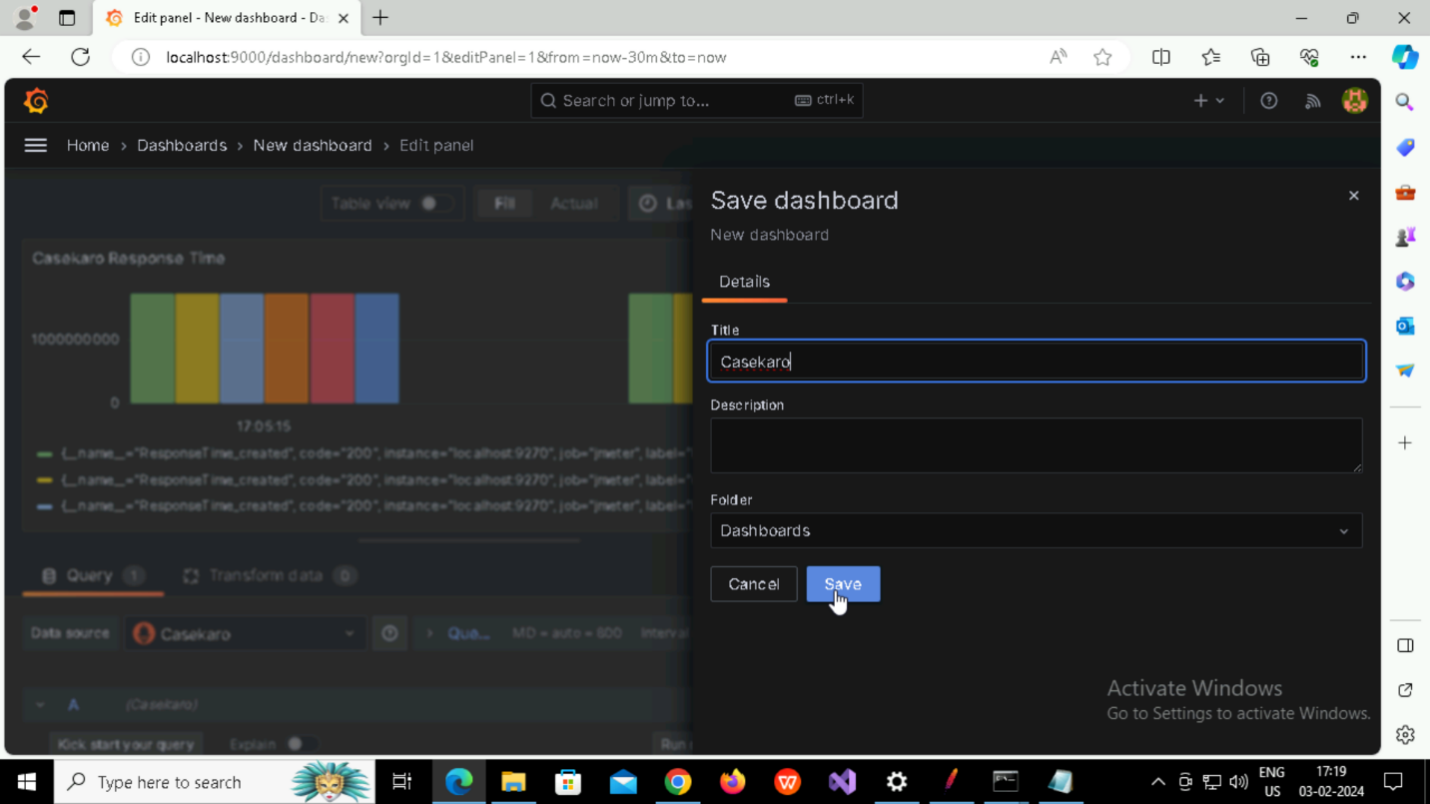 Edit panel - New dashboard - Da
localhost:9000/dashboard/new?orgId=1&editPanel=1&from=now-30m&to=now
Search or jump to... ctrl+k
Home > Dashboards > New dashboard > Edit panel
Table view Fill Actual Las
Save dashboard
New dashboard
Details
Title
Casekaro
Description
Folder
Dashboards
Cancel Save
Casekaro Response Time
1000000000
0
17:05:15
{__name__="ResponseTime_created", code="200", instance="localhost:9270", job="jmeter", label="
{__name__="ResponseTime_created", code="200", instance="localhost:9270", job="jmeter", label="
{__name__="ResponseTime_created", code="200", instance="localhost:9270", job="jmeter", label="
Query 1 Transform data 0
Data source Casekaro > Que... MD = auto = 800 Interval
A (Casekaro)
Kick start your query Explain Run
Activate Windows
Go to Settings to activate Windows.
Type here to search
ENG
US
17:19
03-02-2024